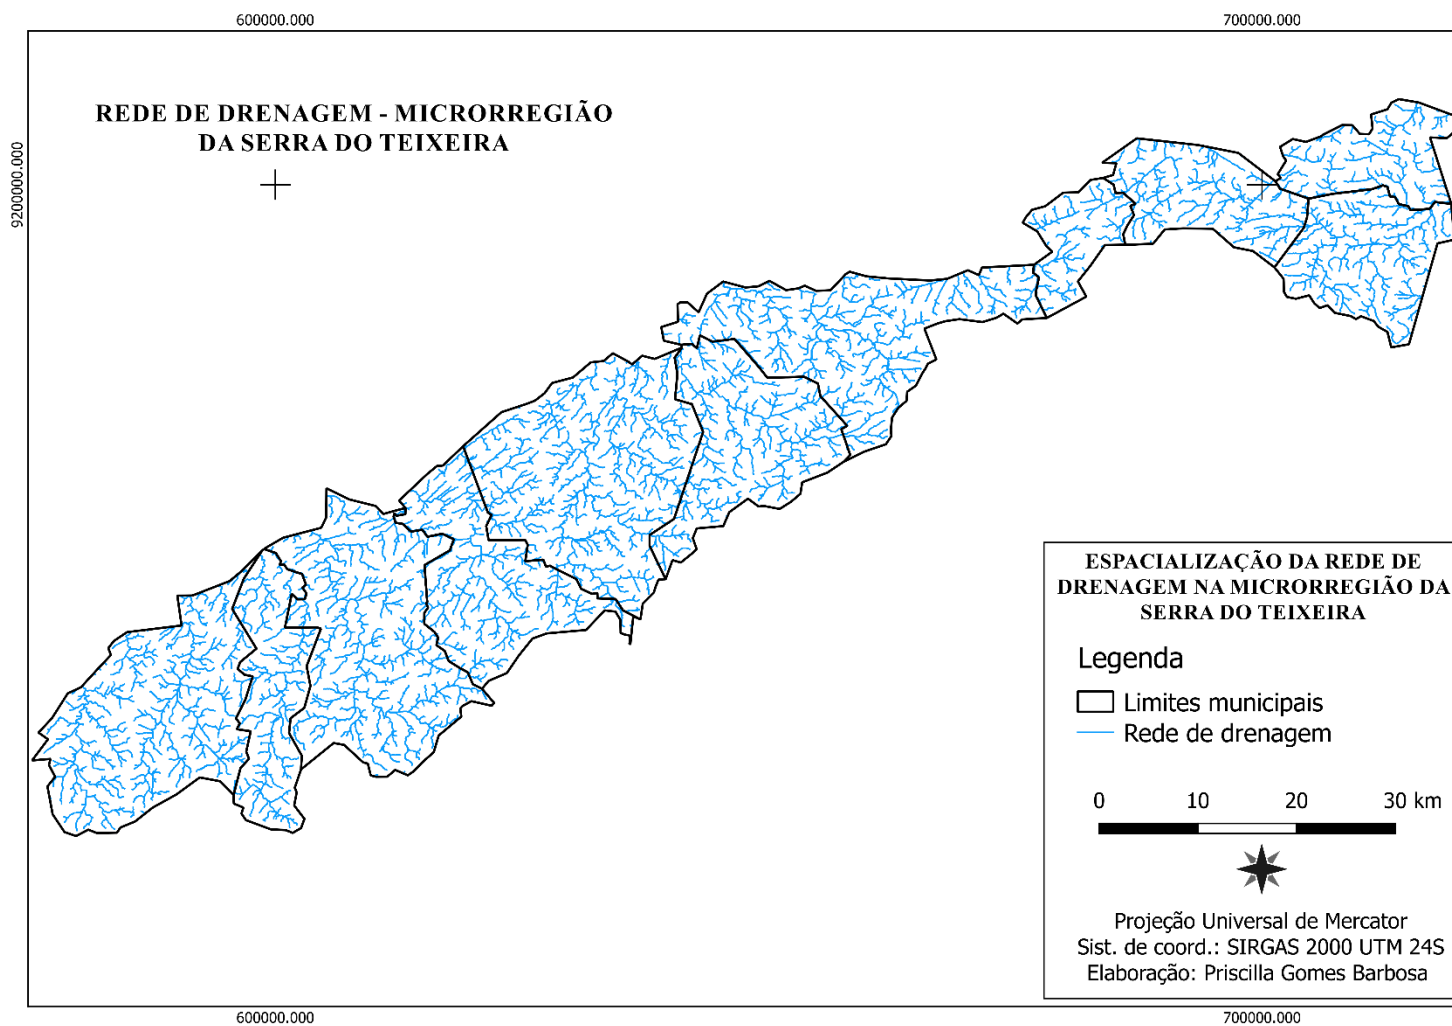 600000.000
700000.000
REDE DE DRENAGEM - MICRORREGIÃO
DA SERRA DO TEIXEIRA
9200000.000
ESPACIALIZAÇÃO DA REDE DE
DRENAGEM NA MICRORREGIÃO DA
SERRA DO TEIXEIRA
Legenda
Limites municipais
Rede de drenagem
0 10 20 30 km
Projeção Universal de Mercator
Sist. de coord.: SIRGAS 2000 UTM 24S
Elaboração: Priscilla Gomes Barbosa
600000.000
700000.000